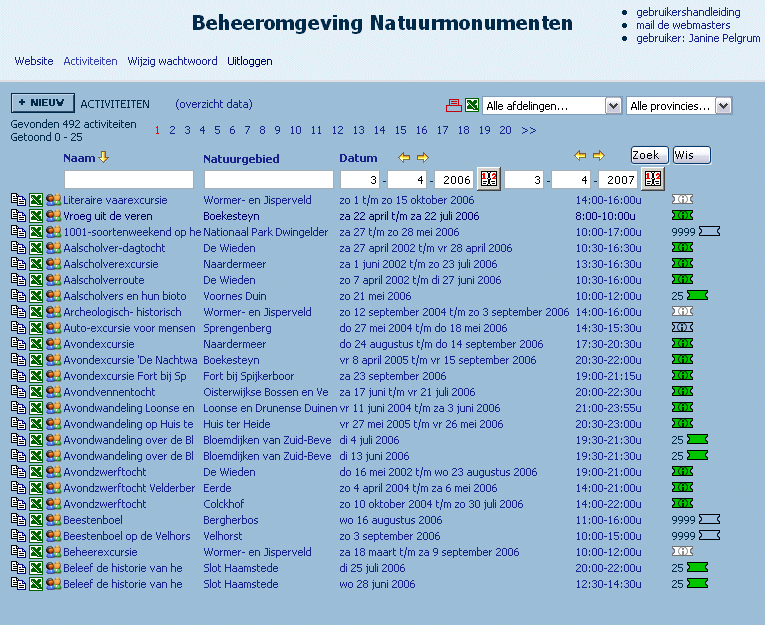 Beheeromgeving Natuurmonumenten
• gebruikershandleiding
• mail de webmasters
• gebruiker: Janine Pelgrum
Website Activiteiten Wijzig wachtwoord Uitloggen
+ NIEUW ACTIVITEITEN (overzicht data) Alle afdelingen... Alle provincies...
Gevonden 492 activiteiten
Getoond 0 - 25
1 2 3 4 5 6 7 8 9 10 11 12 13 14 15 16 17 18 19 20 >>
Naam Natuurgebied Datum Zoek Wis
3 - 4 - 2006 3 - 4 - 2007
Literaire vaarexcursie Wormer- en Jisperveld zo 1 t/m zo 15 oktober 2006 14:00-16:00u
Vroeg uit de veren Boekesteyn za 22 april t/m za 22 juli 2006 8:00-10:00u
1001-soortenweekend op he Nationaal Park Dwingelder za 27 t/m zo 28 mei 2006 10:00-17:00u 9999
Aalscholver-dagtocht De Wieden za 27 april 2002 t/m vr 28 april 2006 10:30-16:30u
Aalscholverexcursie Naardermeer za 1 juni 2002 t/m zo 23 juli 2006 13:30-16:30u
Aalscholverroute De Wieden zo 7 april 2002 t/m di 27 juni 2006 10:30-16:30u
Aalscholvers en hun bioto Voornes Duin zo 21 mei 2006 10:00-12:00u 25
Archeologisch- historisch Wormer- en Jisperveld zo 12 september 2004 t/m zo 3 september 2006 14:00-16:00u
Auto-excursie voor mensen Sprengenberg do 27 mei 2004 t/m do 18 mei 2006 14:30-15:30u
Avondexcursie Naardermeer do 24 augustus t/m do 14 september 2006 17:30-20:30u
Avondexcursie 'De Nachtwa Boekesteyn vr 8 april 2005 t/m vr 15 september 2006 20:30-22:00u
Avondexcursie Fort bij Sp Fort bij Spijkerboor za 23 september 2006 19:00-21:15u
Avondvennentocht Oisterwijkse Bossen en Ve za 17 juni t/m vr 21 juli 2006 20:00-22:30u
Avondwandeling Loonse en Loonse en Drunense Duinen vr 11 juni 2004 t/m za 3 juni 2006 21:00-23:55u
Avondwandeling op Huis te Huis ter Heide vr 27 mei 2005 t/m vr 26 mei 2006 20:30-23:00u
Avondwandeling over de Bl Bloemdijken van Zuid-Beve di 4 juli 2006 19:30-21:30u 25
Avondwandeling over de Bl Bloemdijken van Zuid-Beve di 13 juni 2006 19:30-21:30u 25
Avondzwerftocht De Wieden do 16 mei 2002 t/m wo 23 augustus 2006 19:00-21:00u
Avondzwerftocht Velderber Eerde zo 4 april 2004 t/m za 6 mei 2006 14:00-21:00u
Avondzwerftocht Colckhof zo 10 oktober 2004 t/m zo 30 juli 2006 14:00-22:00u
Beestenboel Bergherbos wo 16 augustus 2006 11:00-16:00u 9999
Beestenboel op de Velhors Velhorst zo 3 september 2006 10:00-15:00u 9999
Beheerexcursie Wormer- en Jisperveld za 18 maart t/m za 9 september 2006 10:00-12:00u
Beleef de historie van he Slot Haamstede di 25 juli 2006 20:00-22:00u 25
Beleef de historie van he Slot Haamstede wo 28 juni 2006 12:30-14:30u 25